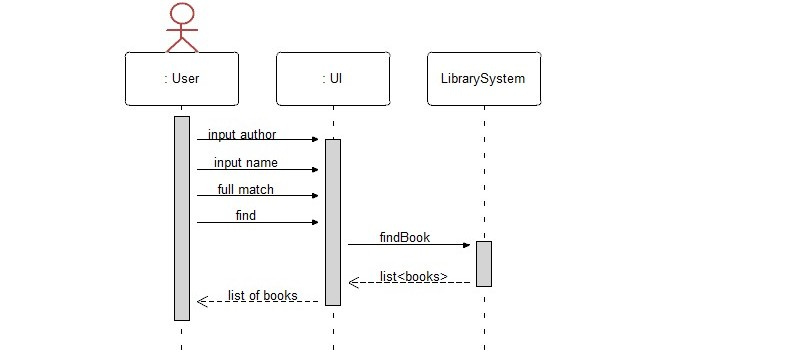 : User
: UI
LibrarySystem
input author
input name
full match
find
findBook
list<books>
list of books